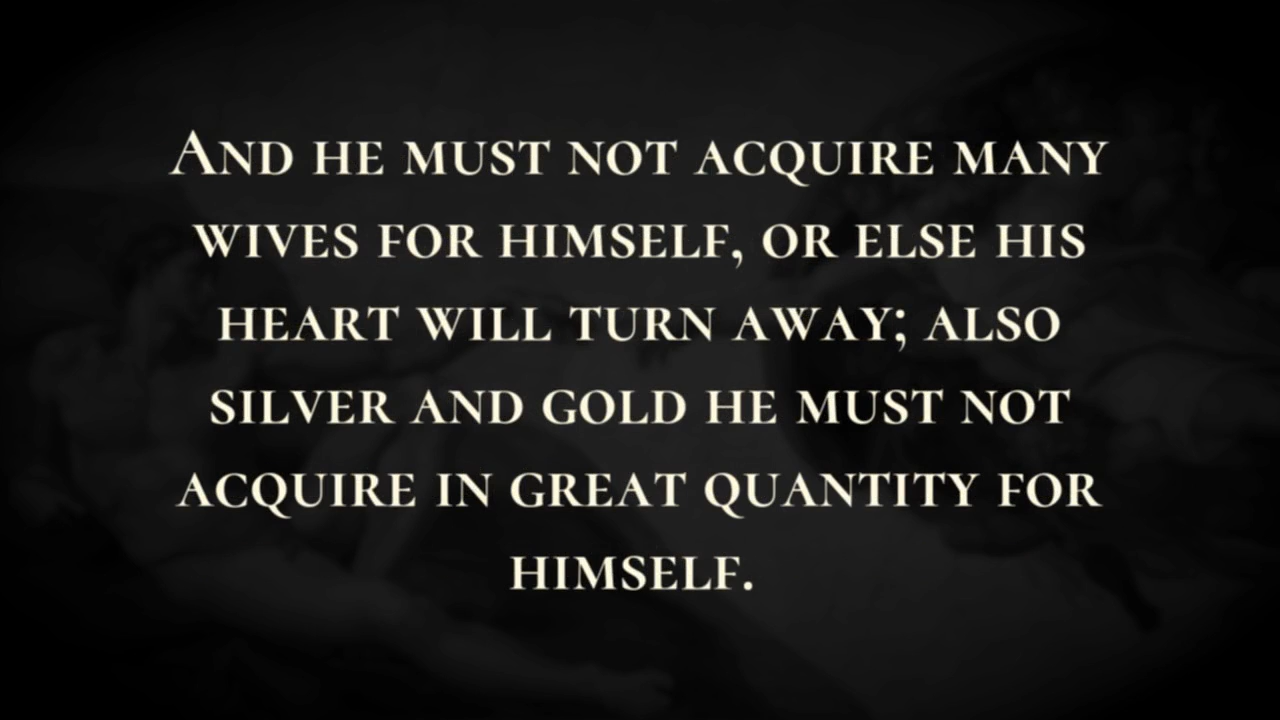 And he must not acquire many
wives for himself, or else his
heart will turn away; also
silver and gold he must not
acquire in great quantity for
himself.